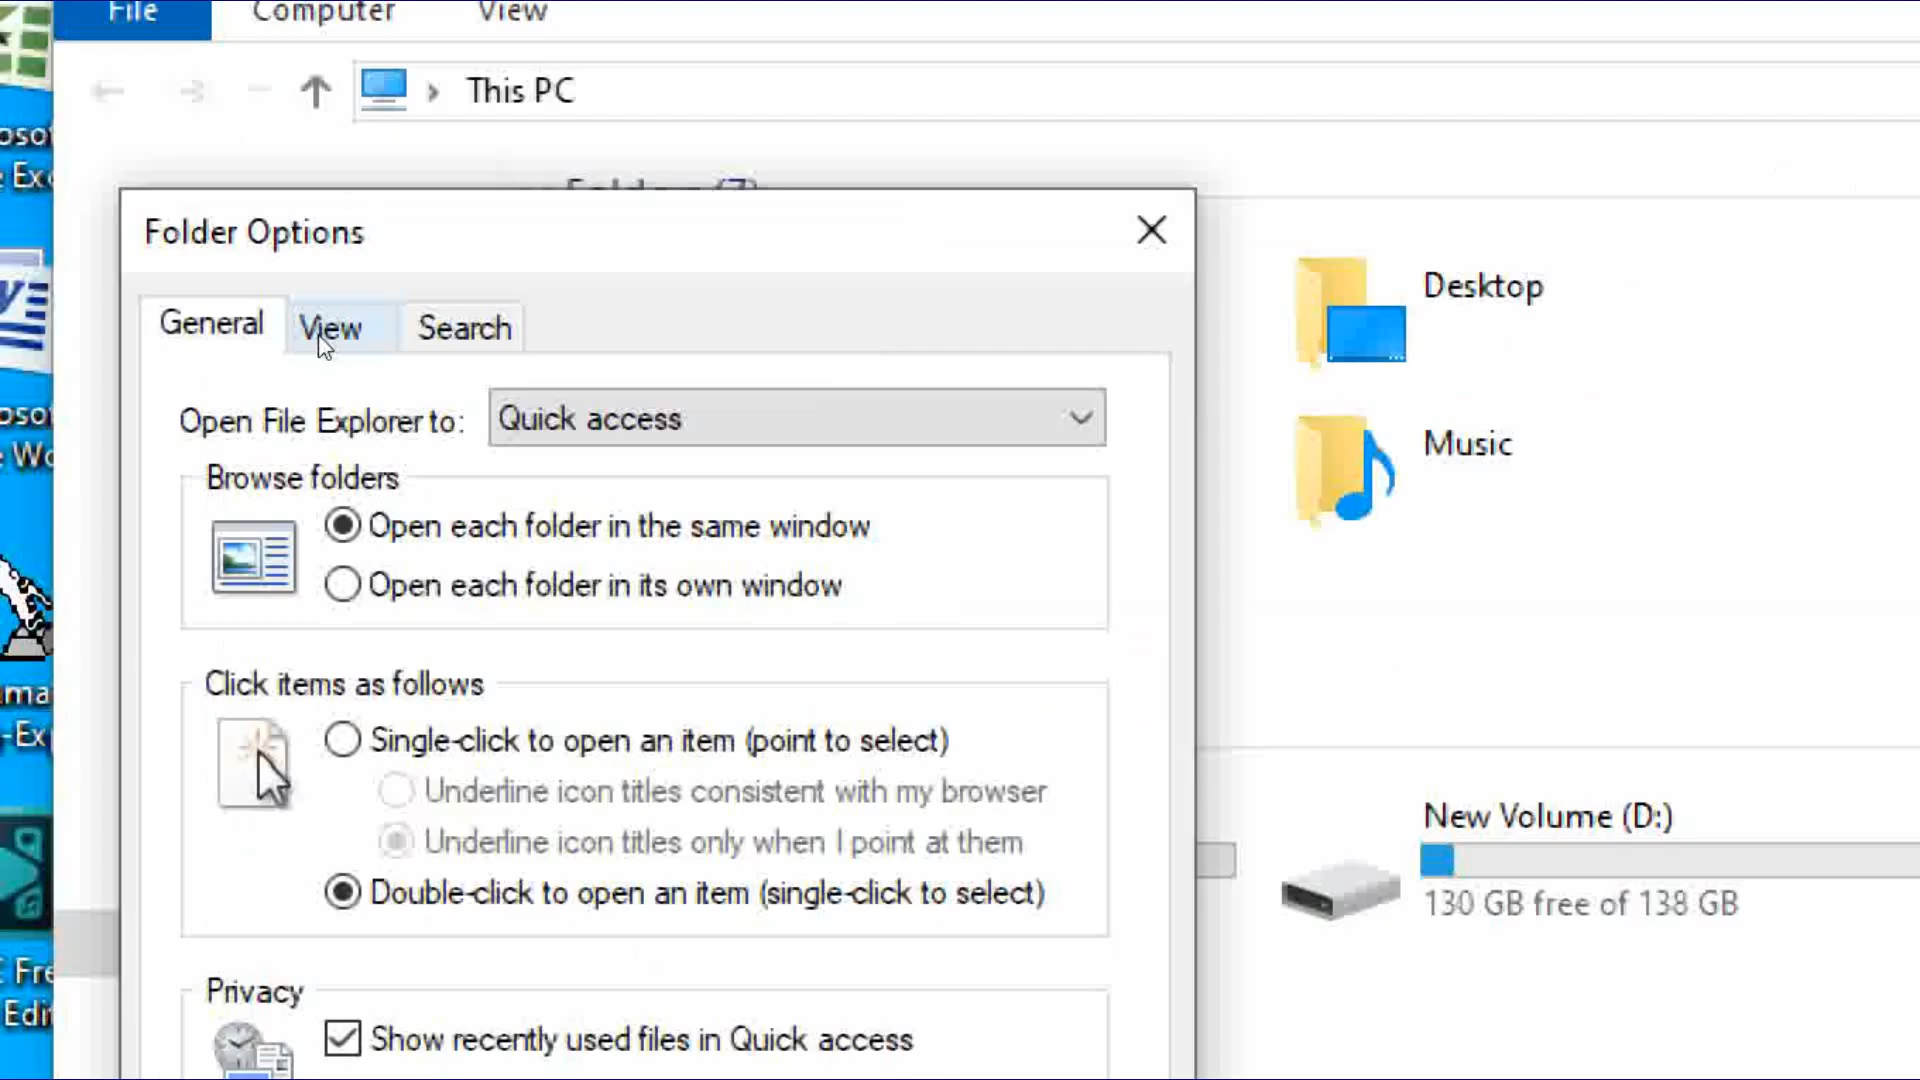 File
Computer
View
This PC
Folder Options
General
View
Search
Open File Explorer to:
Quick access
Browse folders
Open each folder in the same window
Open each folder in its own window
Click items as follows
Single-click to open an item (point to select)
Underline icon titles consistent with my browser
Underline icon titles only when I point at them
Double-click to open an item (single-click to select)
Privacy
Show recently used files in Quick access
Desktop
Music
New Volume (D:)
130 GB free of 138 GB